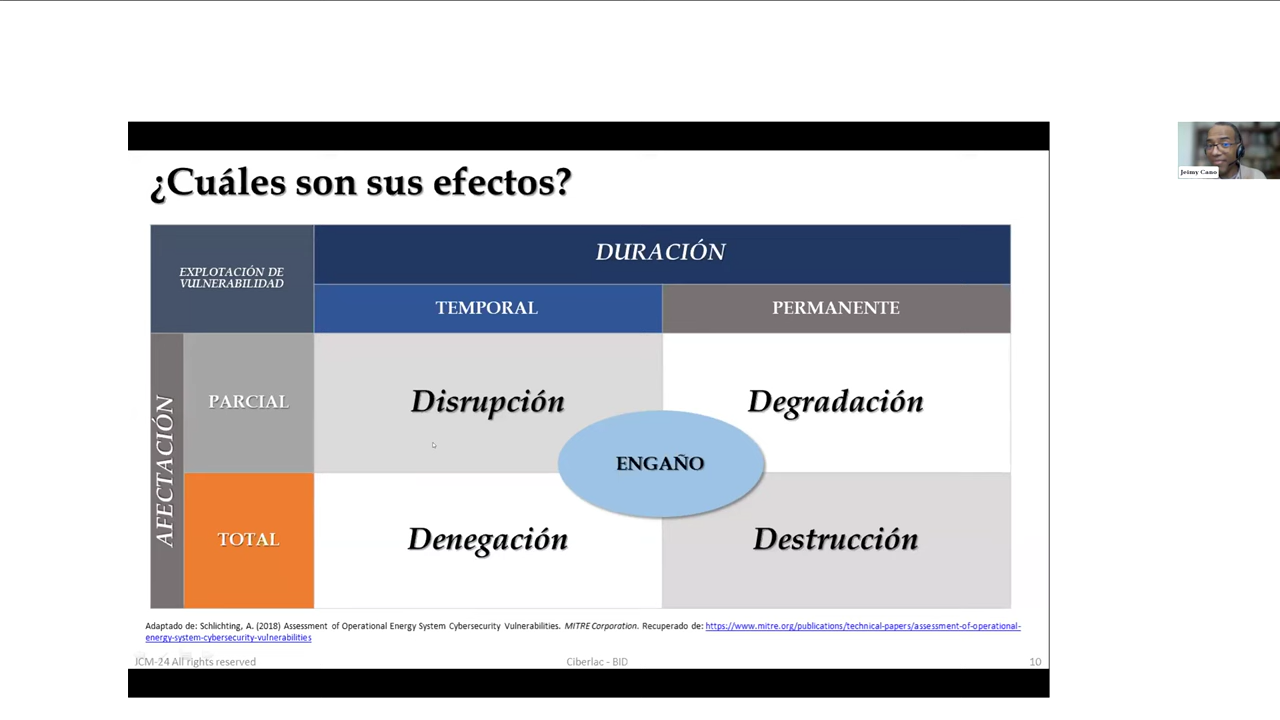 ¿Cuáles son sus efectos?
EXPLOTACIÓN DE
VULNERABILIDAD
DURACIÓN
TEMPORAL
PERMANENTE
AFECTACIÓN
PARCIAL
Disrupción
Degradación
ENGAÑO
TOTAL
Denegación
Destrucción
Adaptado de: Schlichting, A. (2018) Assessment of Operational Energy System Cybersecurity Vulnerabilities. MITRE Corporation. Recuperado de: https://www.mitre.org/publications/technical-papers/assessment-of-operational-
energy-system-cybersecurity-vulnerabilities
JCM-24 All rights reserved
Ciberlac - BID
10
Jeimy Cano